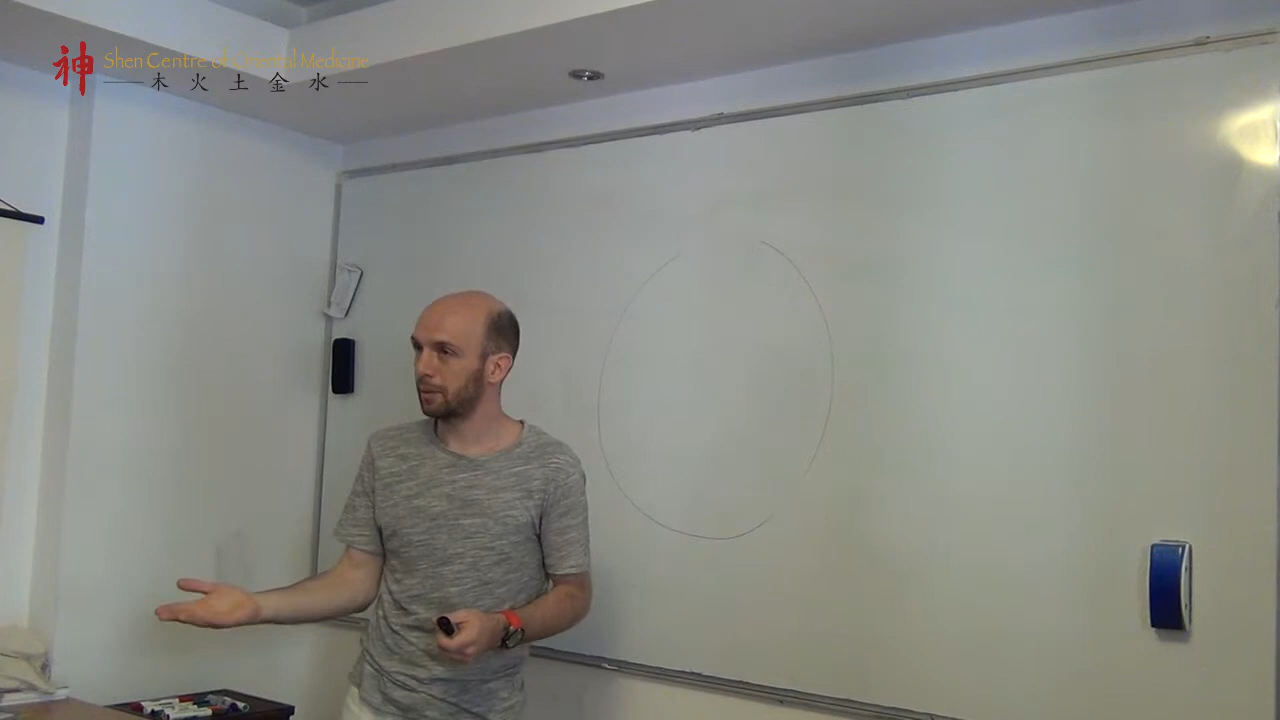 神 Shen Centre of Oriental Medicine
木 火 土 金 水